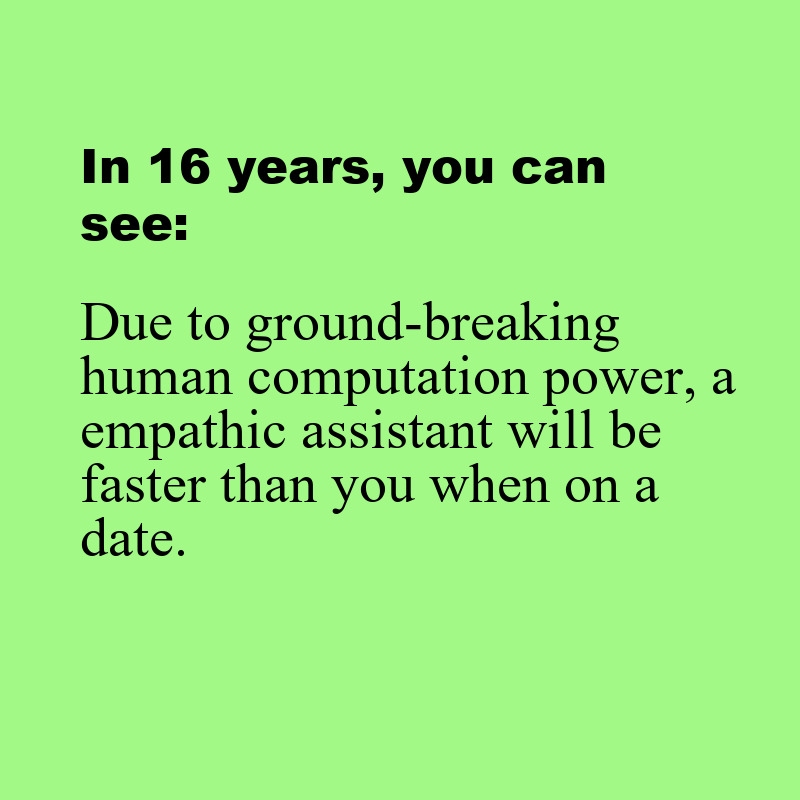 In 16 years, you can
see:
Due to ground-breaking
human computation power, a
empathic assistant will be
faster than you when on a
date.